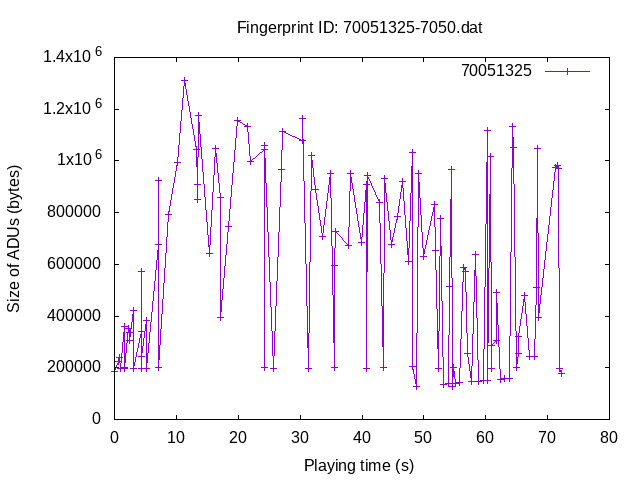 Fingerprint ID: 70051325-7050.dat
70051325
Size of ADUs (bytes)
1.4x10^6
1.2x10^6
1x10^6
800000
600000
400000
200000
0
0 10 20 30 40 50 60 70 80
Playing time (s)